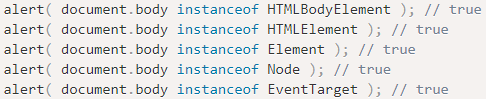 alert( document.body instanceof HTMLBodyElement ); // true
alert( document.body instanceof HTMLElement ); // true
alert( document.body instanceof Element ); // true
alert( document.body instanceof Node ); // true
alert( document.body instanceof EventTarget ); // true